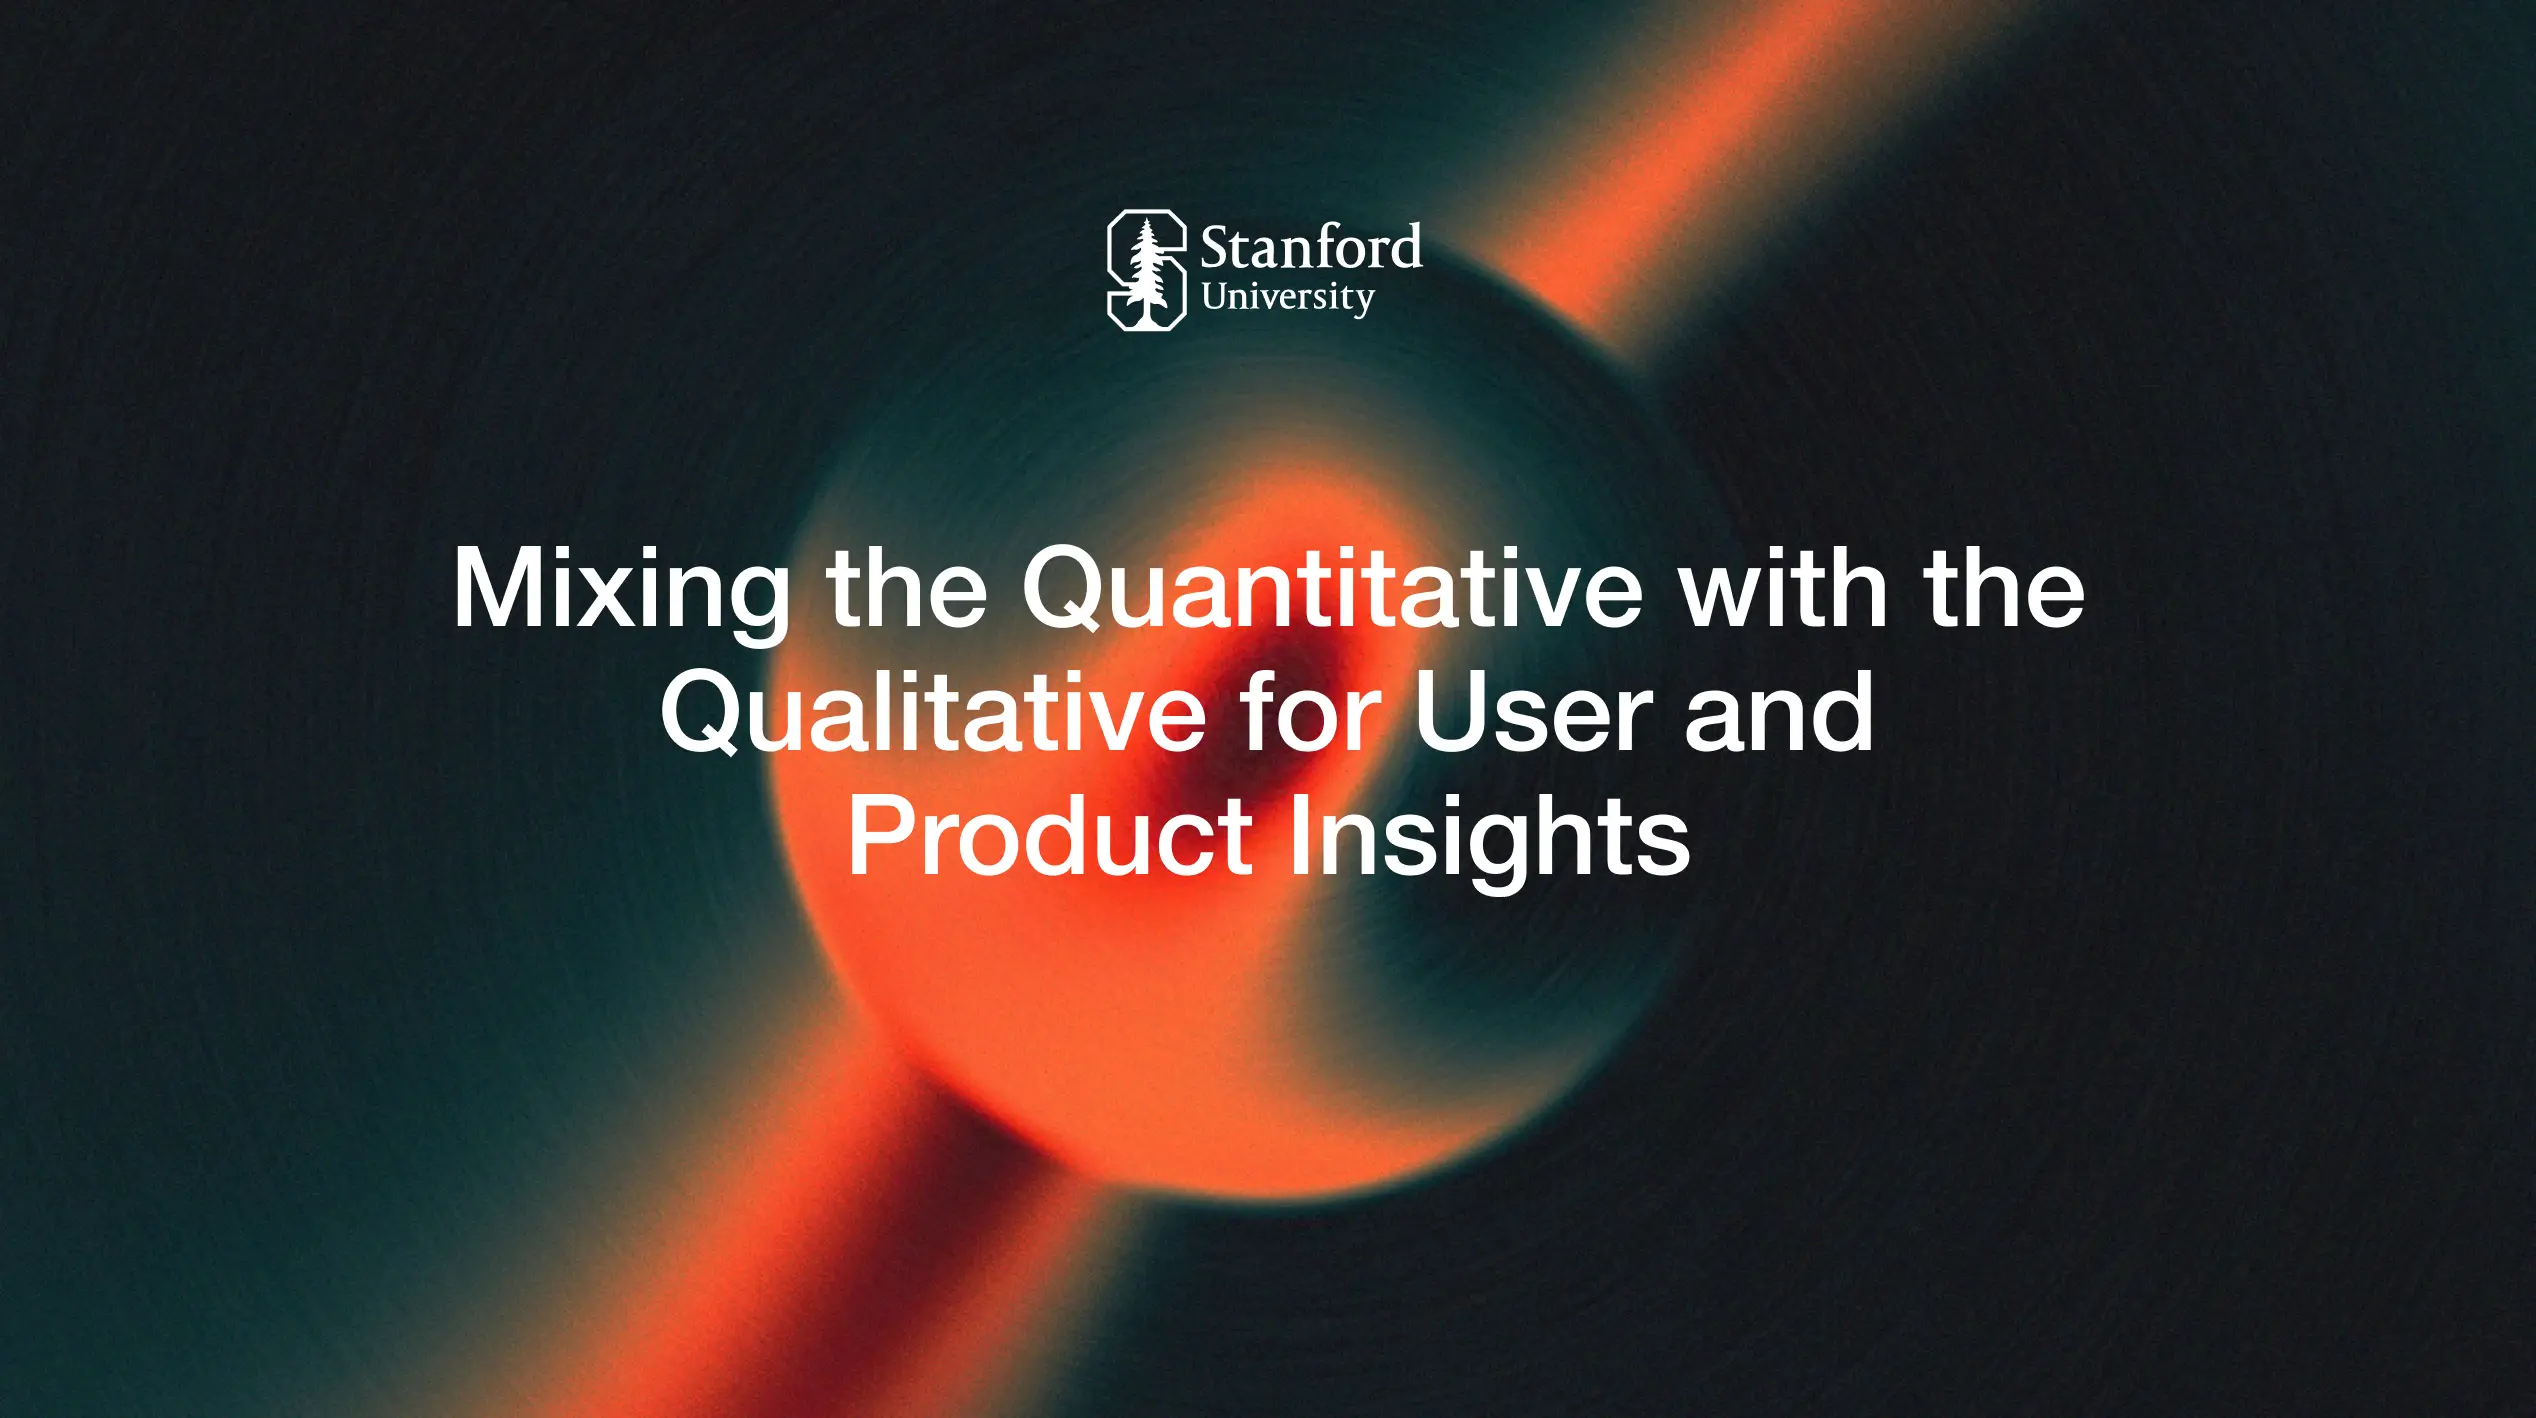 Stanford
University
Mixing the Quantitative with the
Qualitative for User and
Product Insights